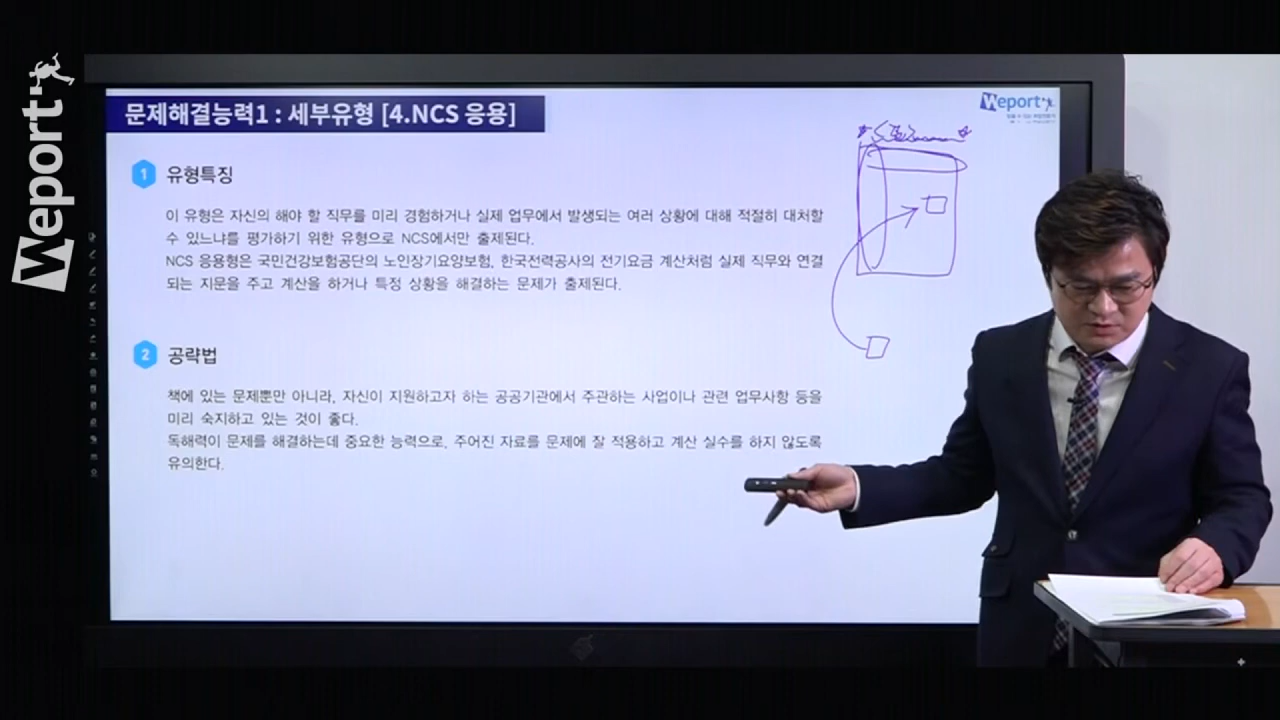 Weport
문제해결능력1 : 세부유형 [4.NCS 응용]
Weport
1 유형특징
이 유형은 자신의 해야 할 직무를 미리 경험하거나 실제 업무에서 발생되는 여러 상황에 대해 적절히 대처할
수 있느냐를 평가하기 위한 유형으로 NCS에서만 출제된다.
NCS 응용형은 국민건강보험공단의 노인장기요양보험, 한국전력공사의 전기요금 계산처럼 실제 직무와 연결
되는 지문을 주고 계산을 하거나 특정 상황을 해결하는 문제가 출제된다.
2 공략법
책에 있는 문제뿐만 아니라, 자신이 지원하고자 하는 공공기관에서 주관하는 사업이나 관련 업무사항 등을
미리 숙지하고 있는 것이 좋다.
독해력이 문제를 해결하는데 중요한 능력으로, 주어진 자료를 문제에 잘 적용하고 계산 실수를 하지 않도록
유의한다.